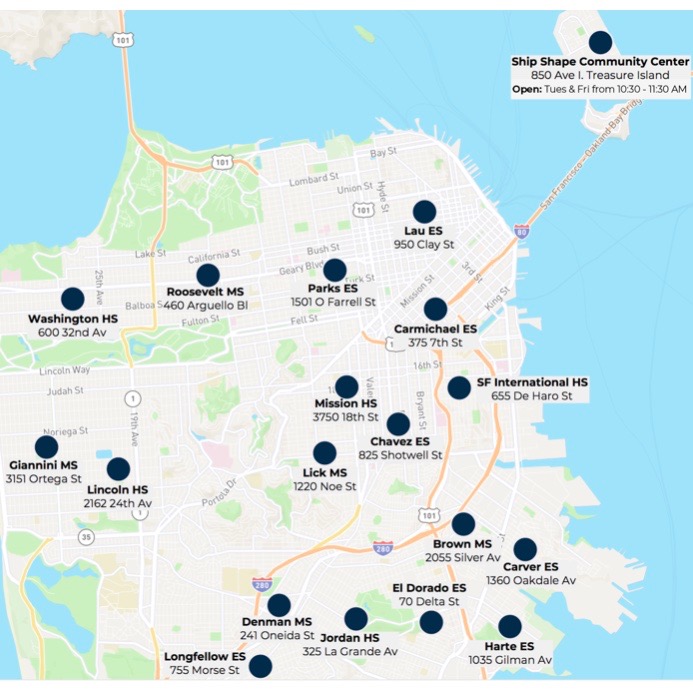 101
Ship Shape Community Center
850 Ave I. Treasure Island
Open: Tues & Fri from 10:30 - 11:30 AM
San Francisco – Oakland Bay Bridg
101
Bay St
Lombard St
Union St
Hyde St
101
Lau ES
950 Clay St
80
Lake St
California St
Bush St
Geary Blv
Parks ES
1501 O Farrell St
Mission St
3rd St
King St
25th Ave
Roosevelt MS
460 Arguello Bl
Washington HS
600 32nd Av
Balboa S
Fulton St
Fell St
Carmichael ES
375 7th St
16th St
Lincoln Way
Judah St
1
19th Ave
Mission HS
3750 18th St
SF International HS
655 De Haro St
Bryant St
Chavez ES
825 Shotwell St
Noriega St
Giannini MS
3151 Ortega St
Lincoln HS
2162 24th Av
1
Lick MS
1220 Noe St
Portola Dr
35
101
280
Brown MS
2055 Silver Av
Carver ES
1360 Oakdale Av
280
El Dorado ES
70 Delta St
Denman MS
241 Oneida St
Jordan HS
325 La Grande Av
Harte ES
1035 Gilman Av
Longfellow ES
755 Morse St